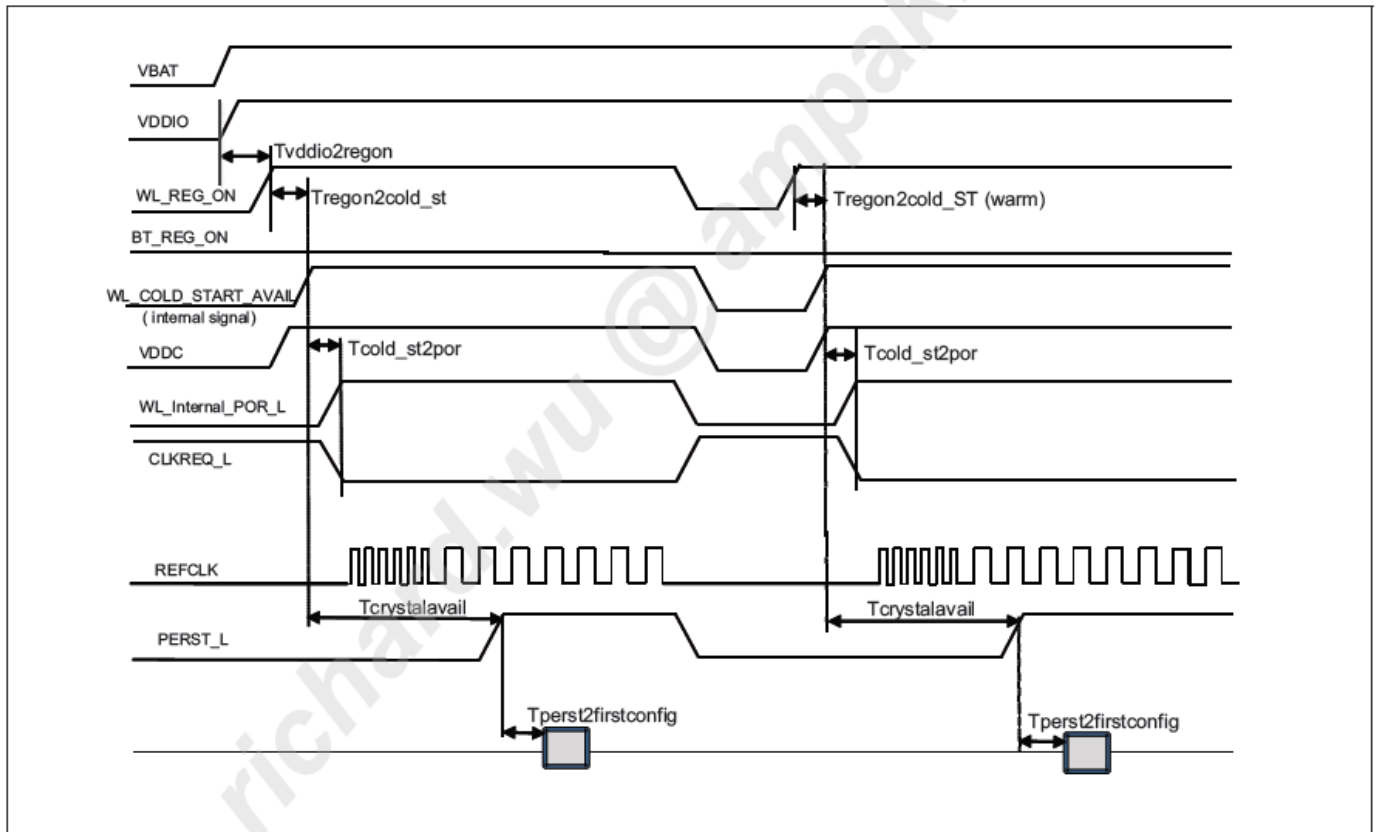 VBAT
VDDIO
Tvddio2regon
WL_REG_ON
Tregon2cold_st
Tregon2cold_ST (warm)
BT_REG_ON
WL_COLD_START_AVAIL
( internal signal)
VDDC
Tcold_st2por
Tcold_st2por
WL_Internal_POR_L
CLKREQ_L
REFCLK
Tcrystalavail
Tcrystalavail
PERST_L
Tperst2firstconfig
Tperst2firstconfig
richard.wu @ ampak